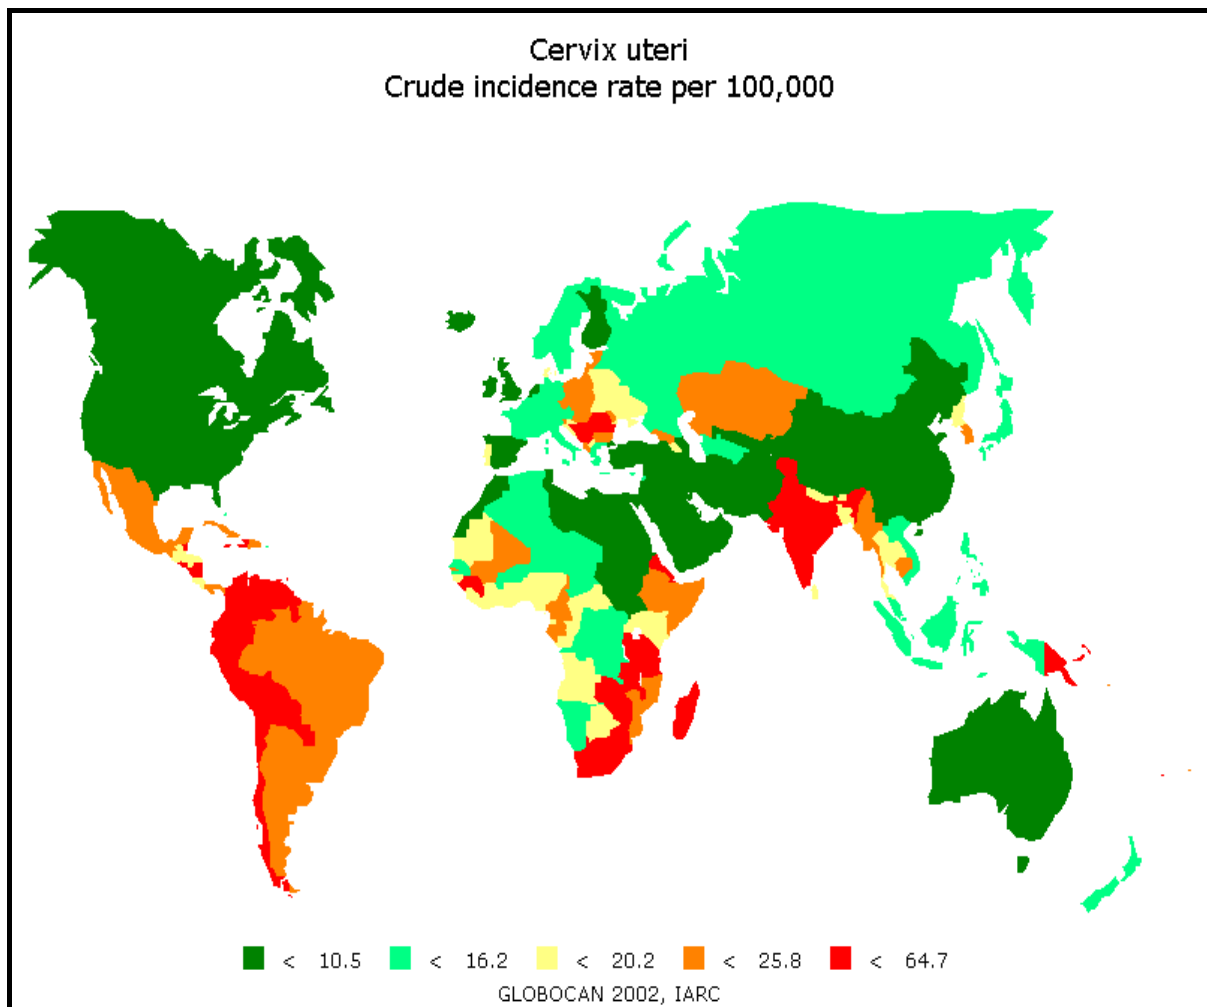 Cervix uteri
Crude incidence rate per 100,000
< 10.5 < 16.2 < 20.2 < 25.8 < 64.7
GLOBOCAN 2002, IARC